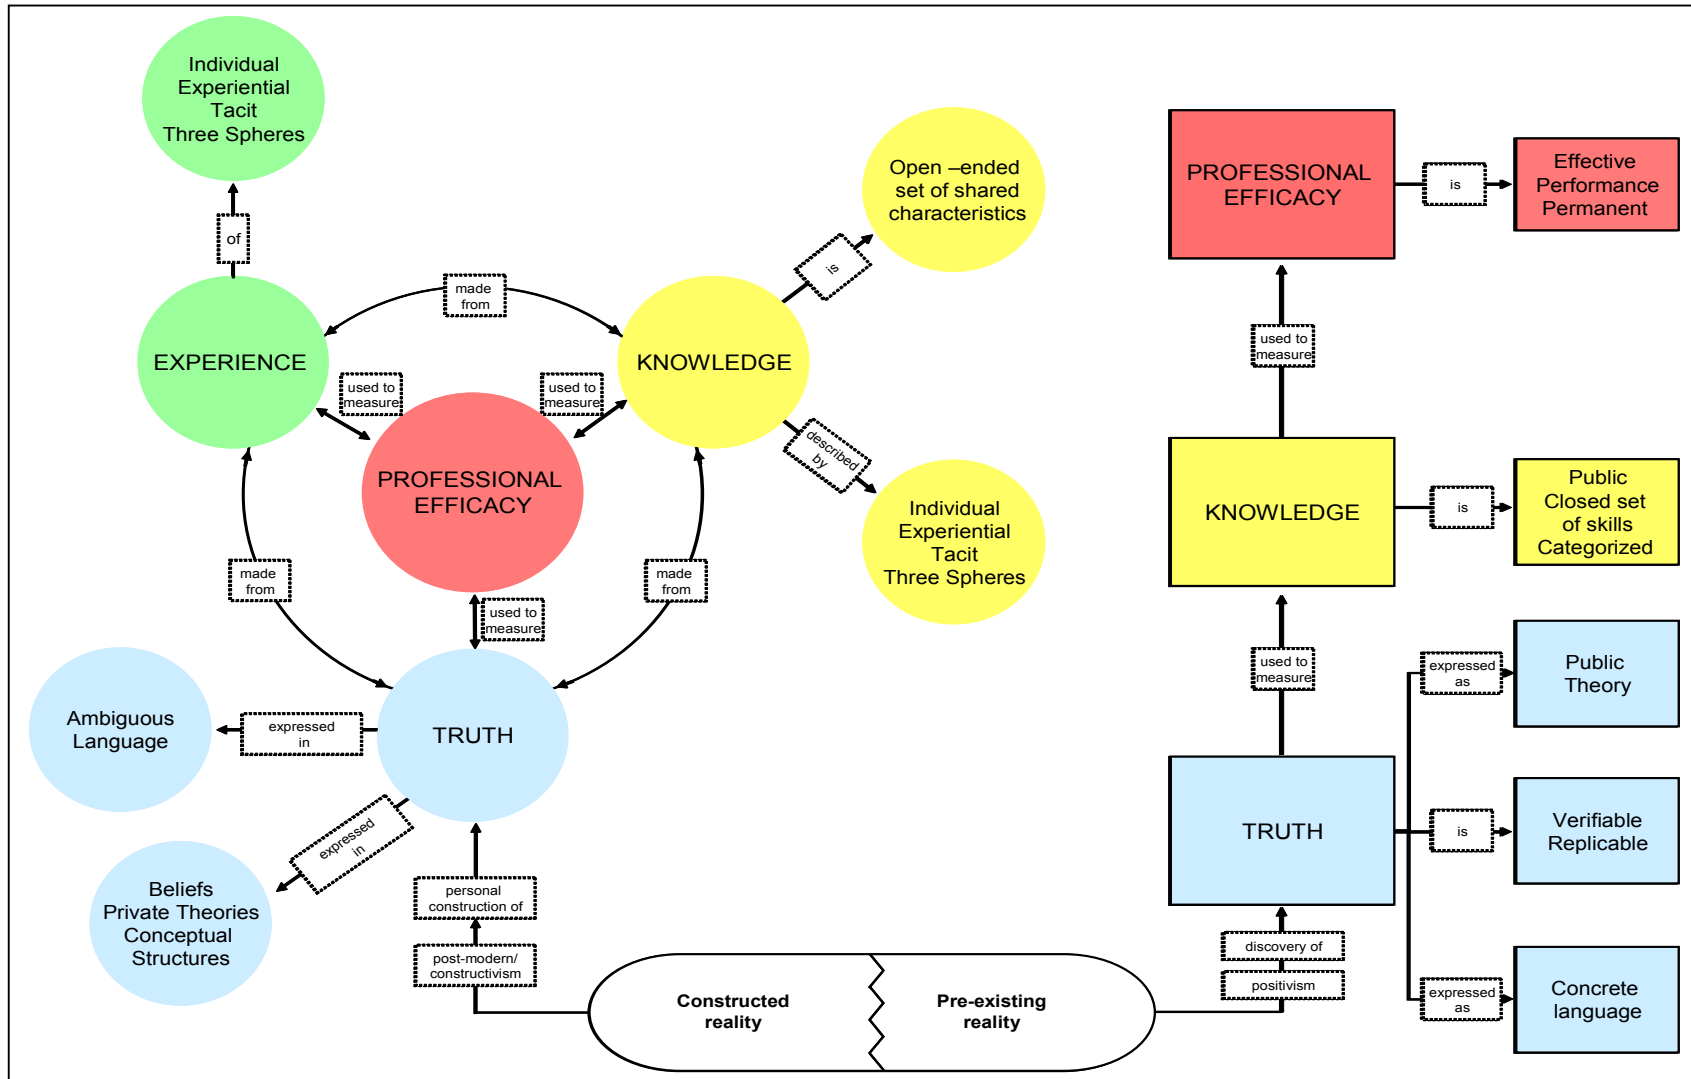 Individual
Experiential
Tacit
Three Spheres
of
EXPERIENCE
made
from
KNOWLEDGE
is
Open –ended
set of shared
characteristics
described
by
Individual
Experiential
Tacit
Three Spheres
used to
measure
used to
measure
PROFESSIONAL
EFFICACY
made
from
made
from
used to
measure
TRUTH
expressed
in
Ambiguous
Language
expressed
in
Beliefs
Private Theories
Conceptual
Structures
personal
construction of
post-modern/
constructivism
Constructed
reality
Pre-existing
reality
PROFESSIONAL
EFFICACY
is
Effective
Performance
Permanent
used to
measure
KNOWLEDGE
is
Public
Closed set
of skills
Categorized
used to
measure
TRUTH
expressed
as
Public
Theory
is
Verifiable
Replicable
expressed
as
Concrete
language
discovery of
positivism